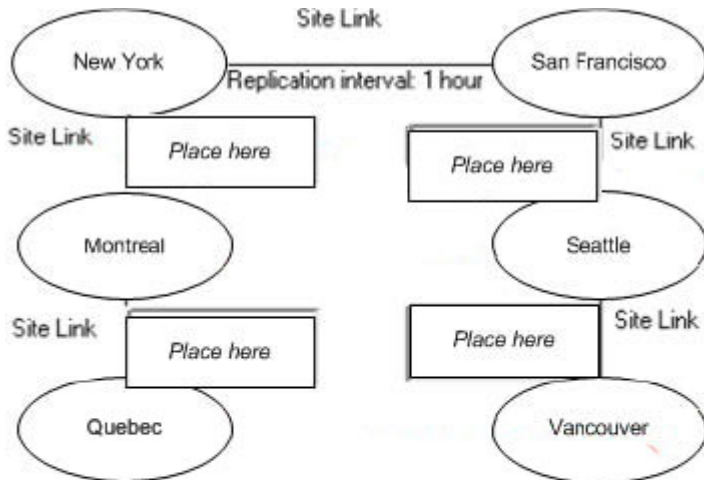 Site Link
New York
San Francisco
Replication interval: 1 hour
Site Link
Place here
Place here
Site Link
Montreal
Seattle
Site Link
Place here
Place here
Site Link
Quebec
Vancouver